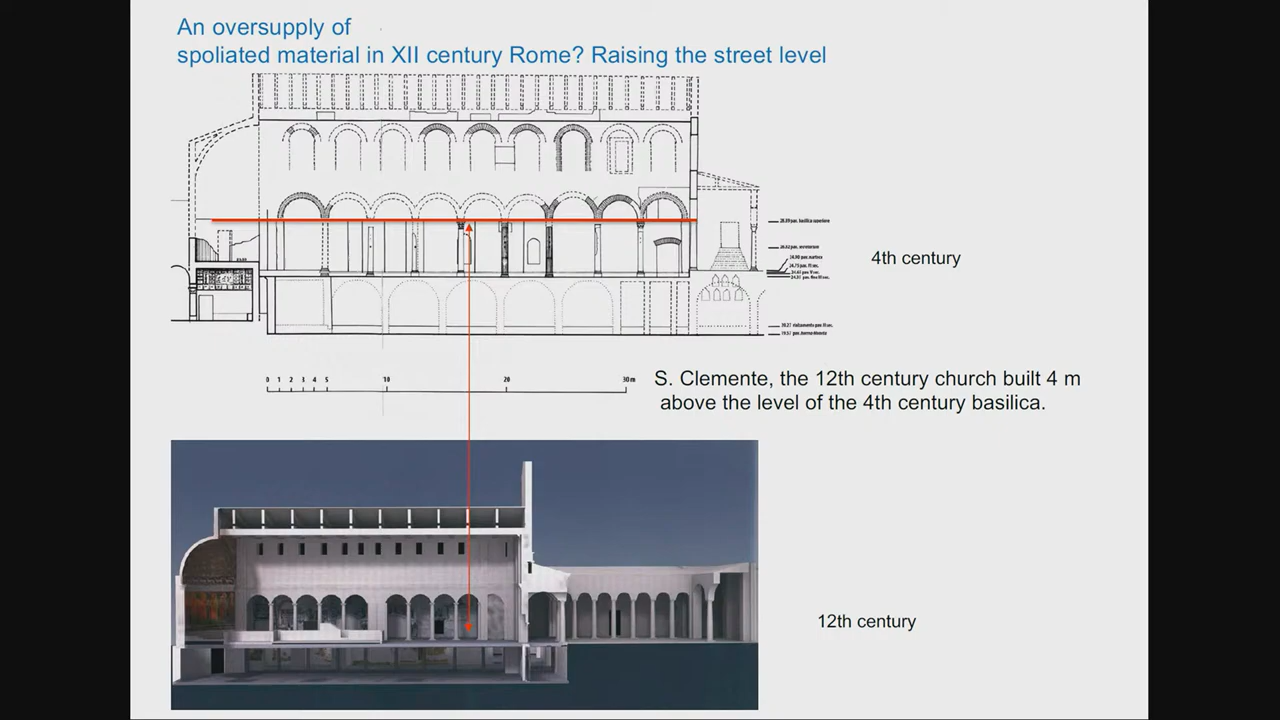 An oversupply of
spoliated material in XII century Rome? Raising the street level
4th century
0 1 2 3 4 5 10 20 30m
S. Clemente, the 12th century church built 4 m
above the level of the 4th century basilica.
12th century